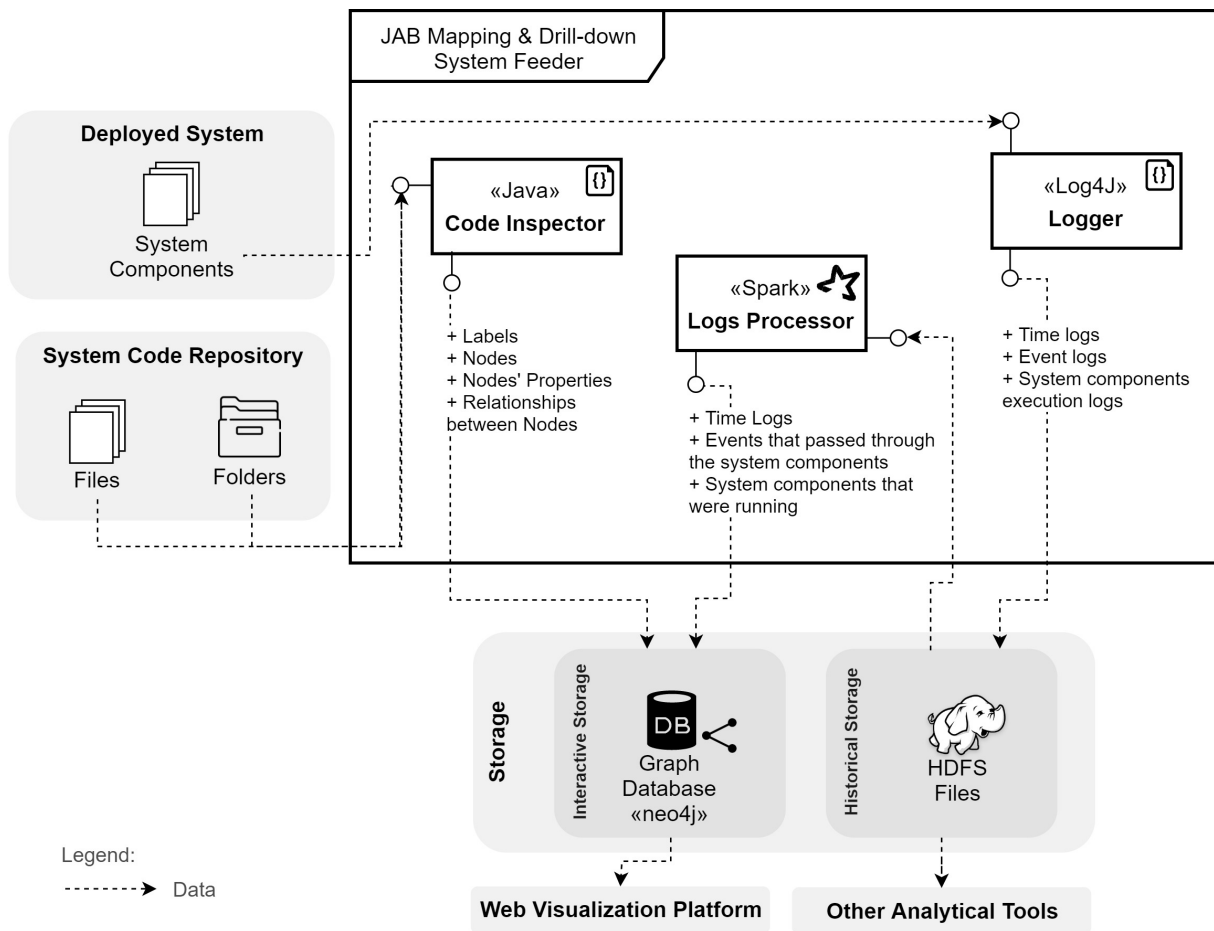 JAB Mapping & Drill-down
System Feeder
Deployed System
System
Components
«Java»
Code Inspector
{}
«Log4J»
Logger
{}
«Spark»
Logs Processor
System Code Repository
Files
Folders
+ Labels
+ Nodes
+ Nodes' Properties
+ Relationships
between Nodes
+ Time Logs
+ Events that passed through
the system components
+ System components that
were running
+ Time logs
+ Event logs
+ System components
execution logs
Storage
Interactive Storage
DB
Graph
Database
«neo4j»
Historical Storage
HDFS
Files
Legend:
Data
Web Visualization Platform
Other Analytical Tools